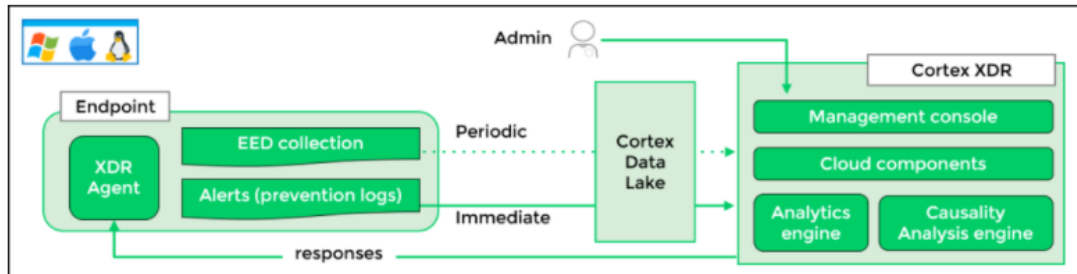 Admin
Cortex XDR
Endpoint
Management console
EED collection
Periodic
XDR
Agent
Cortex
Data
Lake
Cloud components
Alerts (prevention logs)
Immediate
Analytics
engine
Causality
Analysis engine
responses